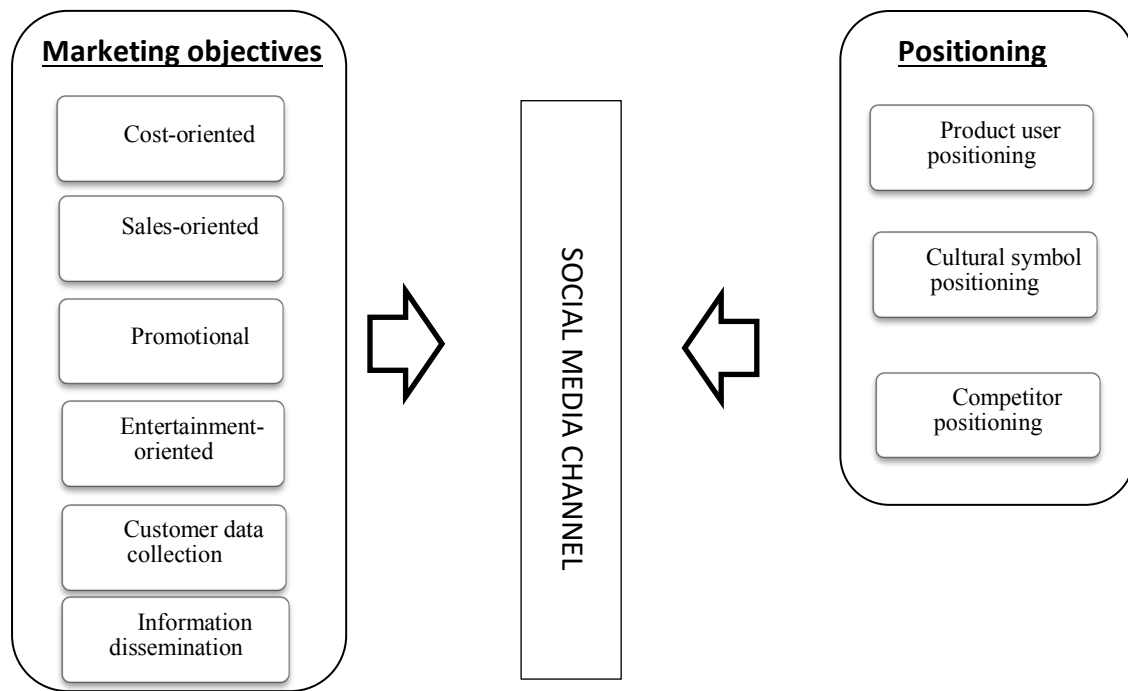 Marketing objectives
Cost-oriented
Sales-oriented
Promotional
Entertainment-
oriented
Customer data
collection
Information
dissemination
SOCIAL MEDIA CHANNEL
Positioning
Product user
positioning
Cultural symbol
positioning
Competitor
positioning